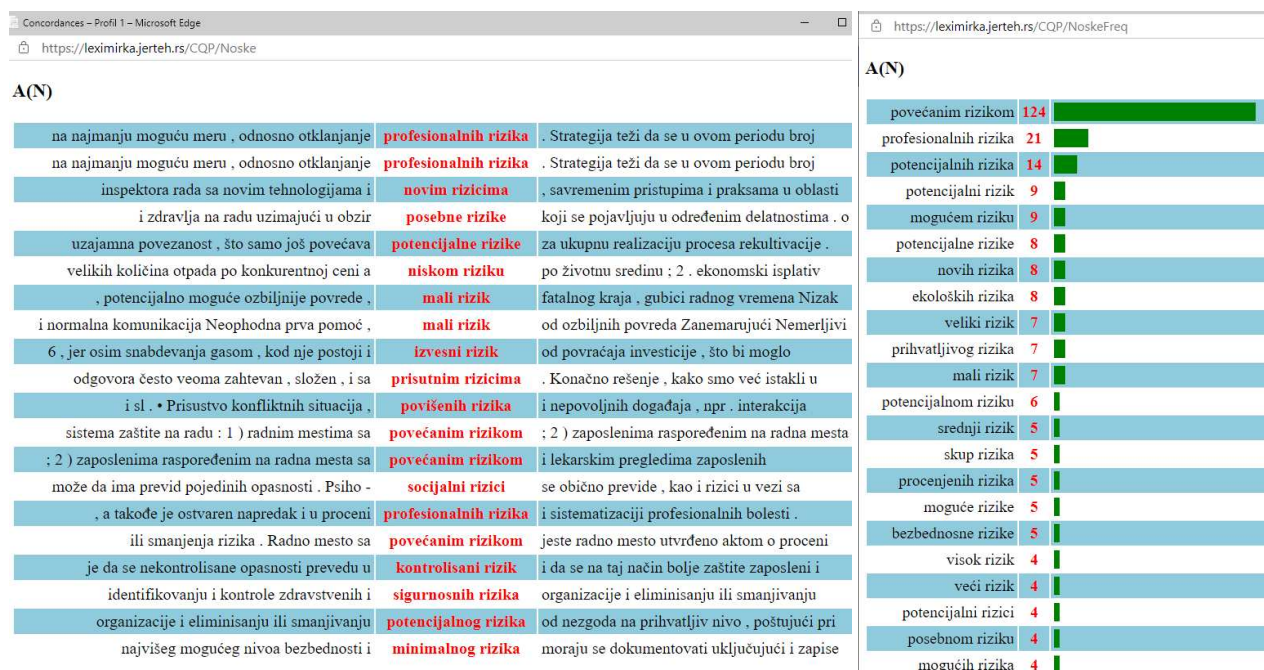 Concordances – Profil 1 – Microsoft Edge
https://leximirka.jerteh.rs/CQP/Noske
A(N)
na najmanju moguću meru , odnosno otklanjanje profesionalnih rizika . Strategija teži da se u ovom periodu broj
na najmanju moguću meru , odnosno otklanjanje profesionalnih rizika . Strategija teži da se u ovom periodu broj
inspektora rada sa novim tehnologijama i novim rizicima , savremenim pristupima i praksama u oblasti
i zdravlja na radu uzimajući u obzir posebne rizike koji se pojavljuju u određenim delatnostima . o
uzajamna povezanost , što samo još povećava potencijalne rizike za ukupnu realizaciju procesa rekultivacije .
velikih količina otpada po konkurentnoj ceni a niskom riziku po životnu sredinu ; 2 . ekonomski isplativ
, potencijalno moguće ozbiljnije povrede , mali rizik fatalnog kraja , gubici radnog vremena Nizak
i normalna komunikacija Neophodna prva pomoć , mali rizik od ozbiljnih povreda Zanemarujući Nemerljivi
6 , jer osim snabdevanja gasom , kod nje postoji i izvesni rizik od povraćaja investicije , što bi moglo
odgovora često veoma zahtevan , složen , i sa prisutnim rizicima . Konačno rešenje , kako smo već istakli u
i sl . • Prisustvo konfliktnih situacija , povišenih rizika i nepovoljnih događaja , npr . interakcija
sistema zaštite na radu : 1 ) radnim mestima sa povećanim rizikom ; 2 ) zaposlenima raspoređenim na radna mesta
; 2 ) zaposlenima raspoređenim na radna mesta sa povećanim rizikom i lekarskim pregledima zaposlenih
može da ima previd pojedinih opasnosti . Psiho - socijalni rizici se obično previde , kao i rizici u vezi sa
, a takođe je ostvaren napredak i u proceni profesionalnih rizika i sistematizaciji profesionalnih bolesti .
ili smanjenja rizika . Radno mesto sa povećanim rizikom jeste radno mesto utvrđeno aktom o proceni
je da se nekontrolisane opasnosti prevedu u kontrolisani rizik i da se na taj način bolje zaštite zaposleni i
identifikovanju i kontrole zdravstvenih i sigurnosnih rizika organizacije i eliminisanju ili smanjivanju
organizacije i eliminisanju ili smanjivanju potencijalnog rizika od nezgoda na prihvatljiv nivo , poštujući pri
najvišeg mogućeg nivoa bezbednosti i minimalnog rizika moraju se dokumentovati uključujući i zapise
https://leximirka.jerteh.rs/CQP/NoskeFreq
A(N)
povećanim rizikom 124
profesionalnih rizika 21
potencijalnih rizika 14
potencijalni rizik 9
mogućem riziku 9
potencijalne rizike 8
novih rizika 8
ekoloških rizika 8
veliki rizik 7
prihvatljivog rizika 7
mali rizik 7
potencijalnom riziku 6
srednji rizik 5
skup rizika 5
procenjenih rizika 5
moguće rizike 5
bezbednosne rizike 5
visok rizik 4
veći rizik 4
potencijalni rizici 4
posebnom riziku 4
mogućih rizika 4